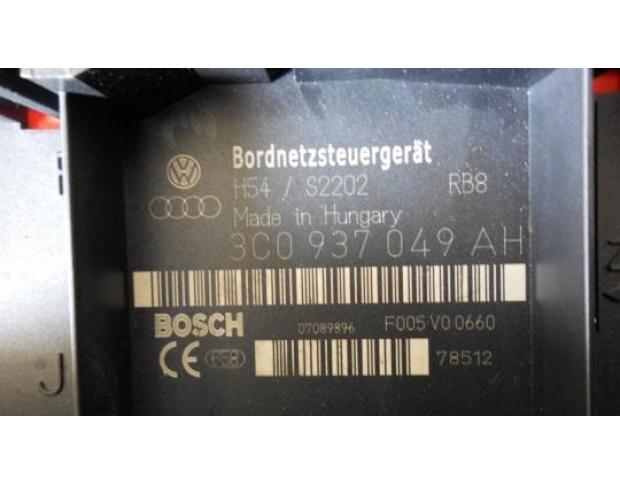 Bordnetzsteuergerät
H54 / S2202 RB8
Made in Hungary
3C0 937 049 AH
BOSCH 07089896 F005 V0 0660
CE 78512
J